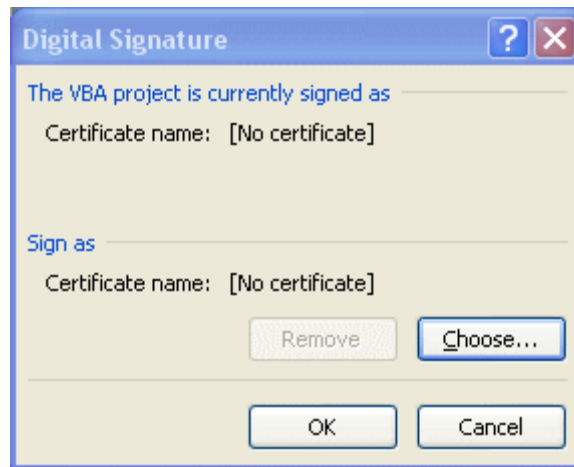 Digital Signature
The VBA project is currently signed as
Certificate name: [No certificate]
Sign as
Certificate name: [No certificate]
Remove Choose...
OK Cancel